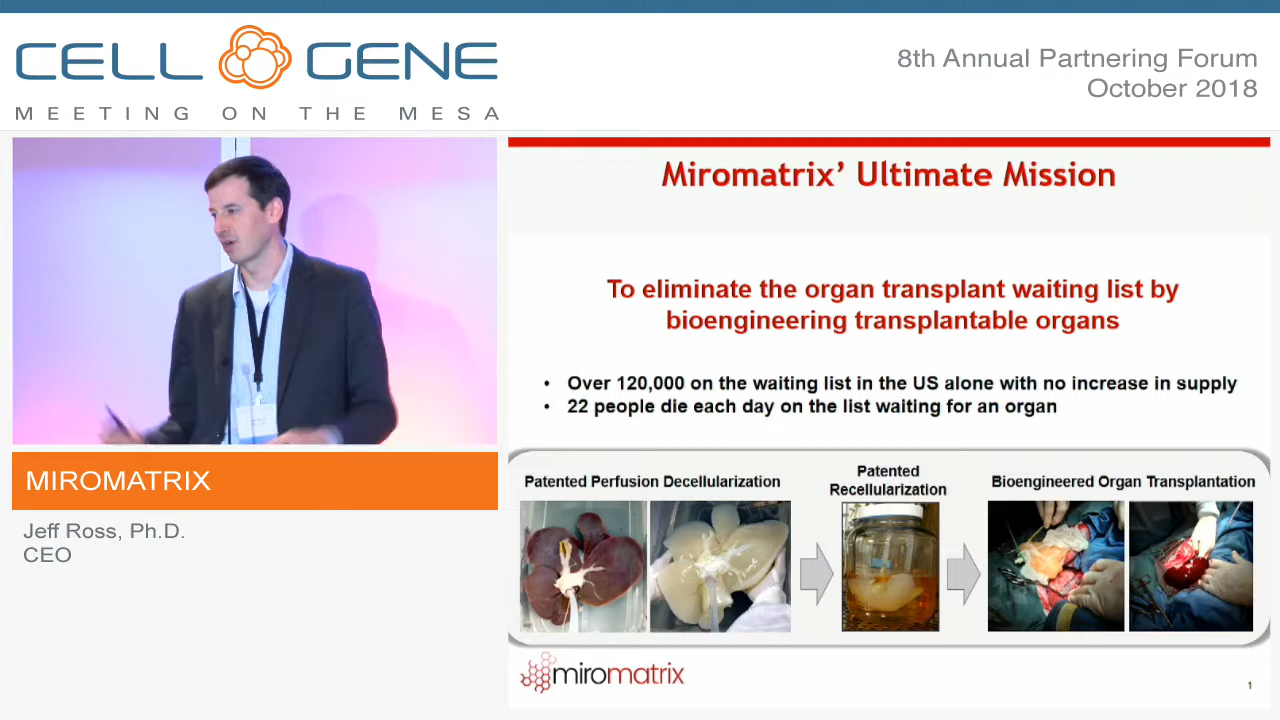 CELL GENE
MEETING ON THE MESA
8th Annual Partnering Forum
October 2018
MIROMATRIX
Jeff Ross, Ph.D.
CEO
Miromatrix’ Ultimate Mission
To eliminate the organ transplant waiting list by
bioengineering transplantable organs
• Over 120,000 on the waiting list in the US alone with no increase in supply
• 22 people die each day on the list waiting for an organ
Patented Perfusion Decellularization
Patented
Recellularization
Bioengineered Organ Transplantation
miromatrix
1